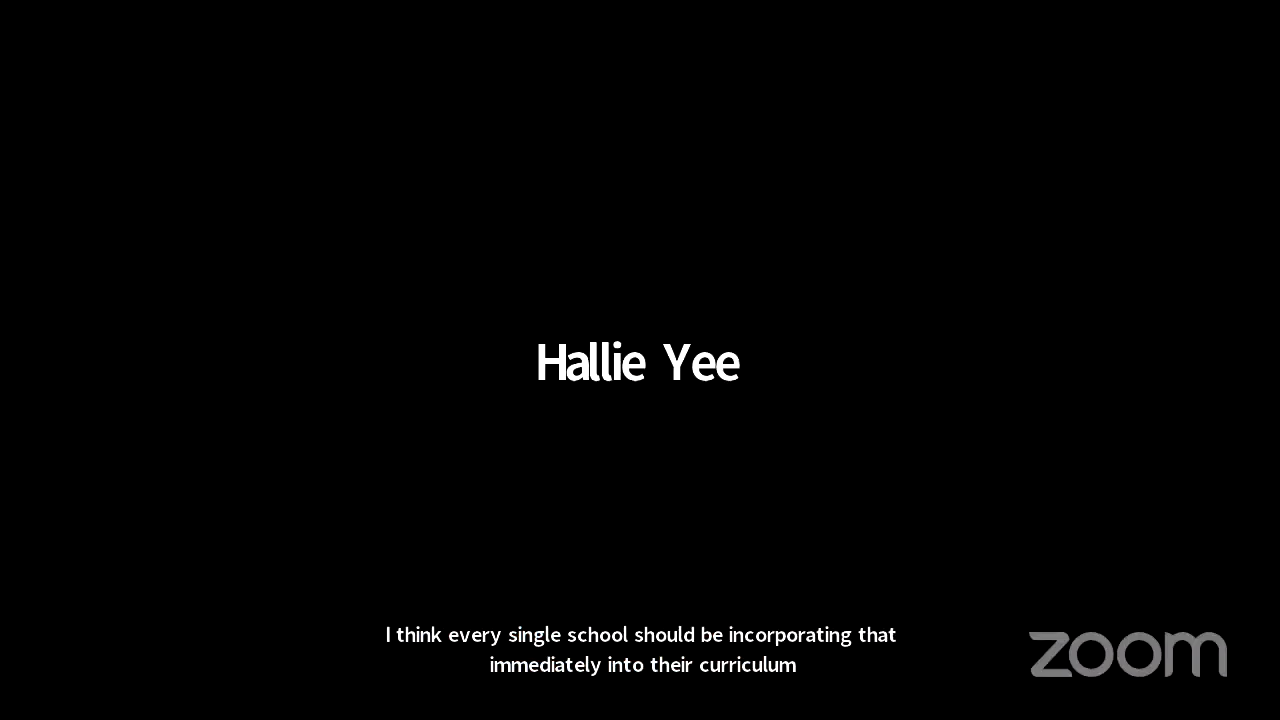 Hallie Yee
I think every single school should be incorporating that
immediately into their curriculum
zoom